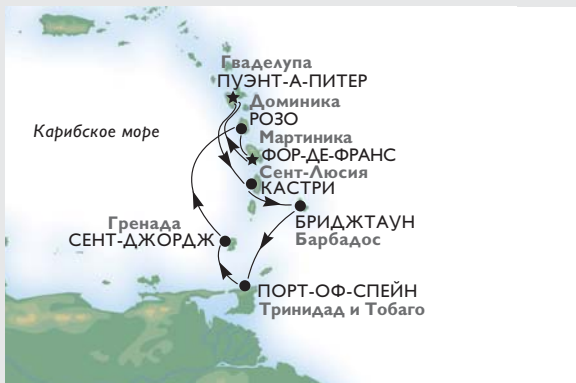 Гваделупа
ПУЭНТ-А-ПИТЕР
Доминика
РОЗО
Мартиника
ФОР-ДЕ-ФРАНС
Сент-Люсия
КАСТРИ
Карибское море
БРИДЖТАУН
Барбадос
Гренада
СЕНТ-ДЖОРДЖ
ПОРТ-ОФ-СПЕЙН
Тринидад и Тобаго